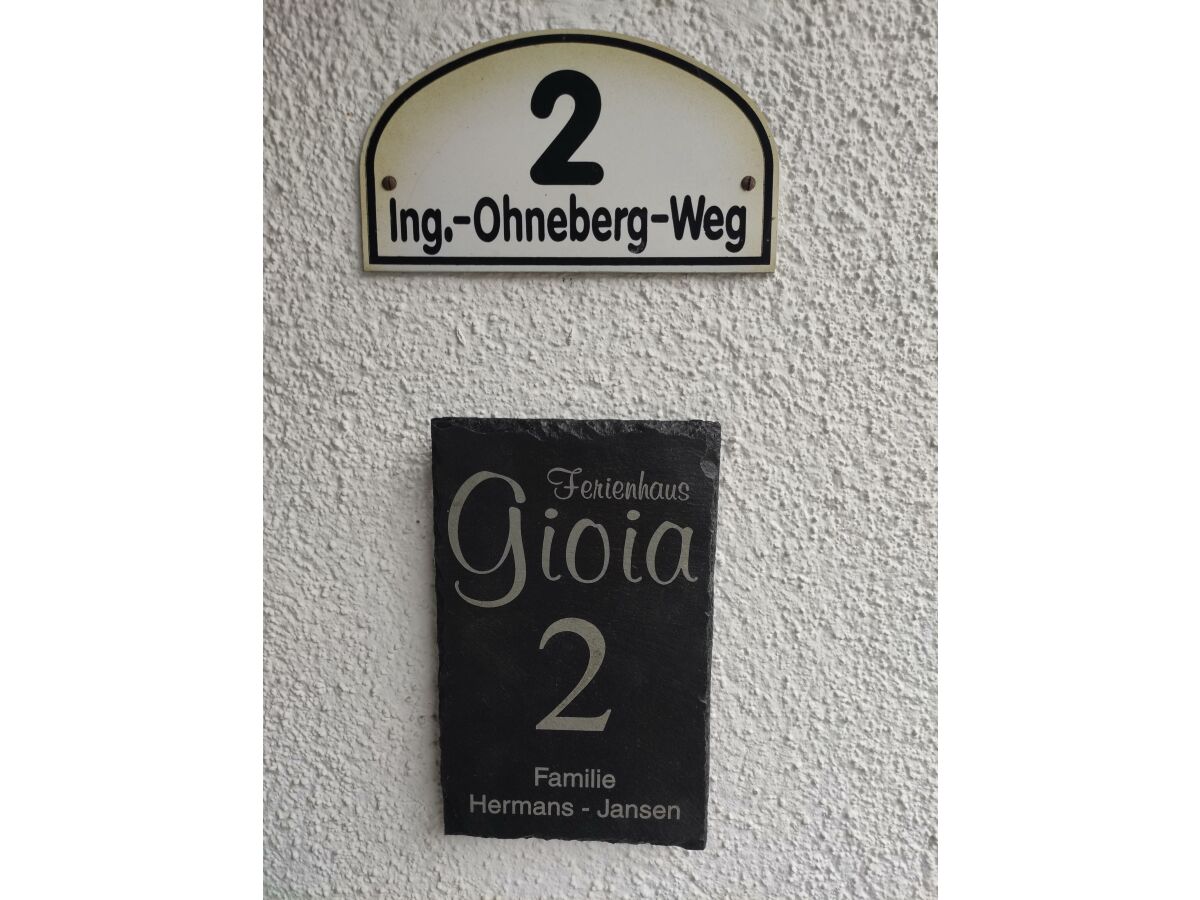 2
Ing.-Ohneberg-Weg
Ferienhaus
Gioia
2
Familie
Hermans - Jansen